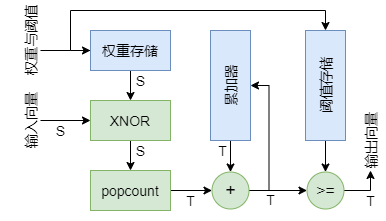 权重与阈值
权重存储
累加器
阈值存储
S
输入向量
S
XNOR
S
T
输出向量
popcount
T
+
T
>=
T